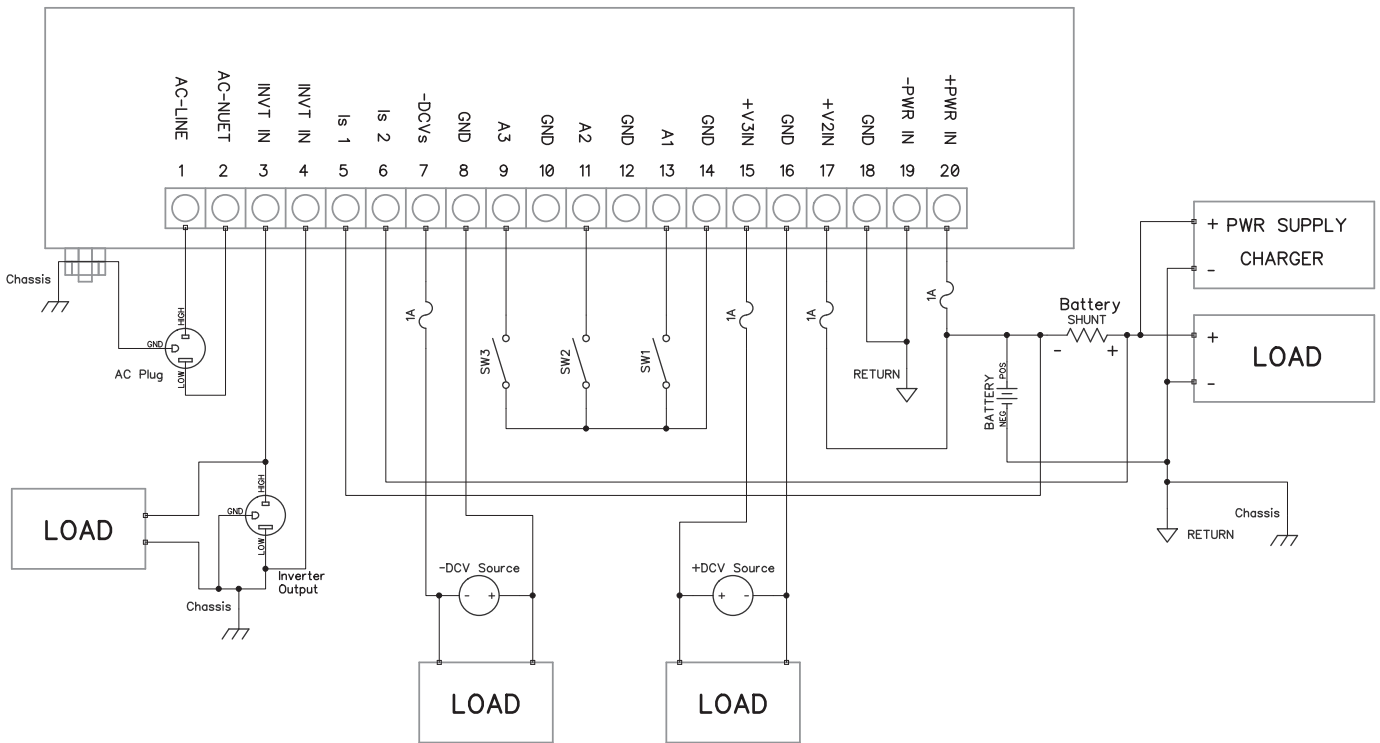 AC-LINE
AC-NUET
INVT IN
INVT IN
Is 1
Is 2
-DCVs
GND
A3
GND
A2
GND
A1
GND
+V3IN
GND
+V2IN
GND
-PWR IN
+PWR IN
1 2 3 4 5 6 7 8 9 10 11 12 13 14 15 16 17 18 19 20
+ PWR SUPPLY
CHARGER
-
Chassis
HIGH
GND
LOW
AC Plug
1A
1A
1A
1A
SW3
SW2
SW1
RETURN
Battery
SHUNT
- +
BATTERY
POS
NEG
+
LOAD
-
LOAD
HIGH
GND
LOW
Inverter
Output
Chassis
Chassis
RETURN
-DCV Source
- +
+DCV Source
+ -
LOAD
LOAD